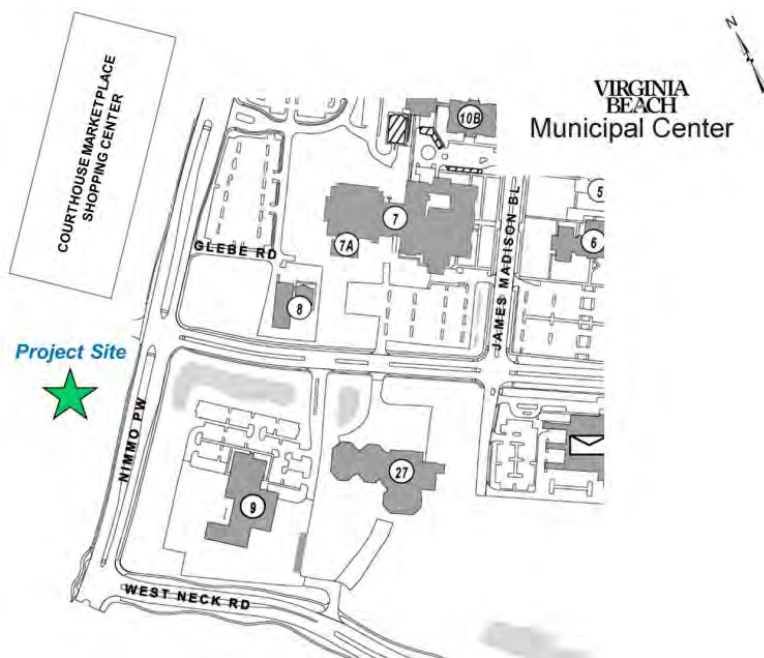 N
VIRGINIA
BEACH
Municipal Center
COURTHOUSE MARKETPLACE
SHOPPING CENTER
10B
5
7
6
7A
GLEBE RD
JAMES MADISON BL
8
Project Site
NIMMO PW
27
9
WEST NECK RD